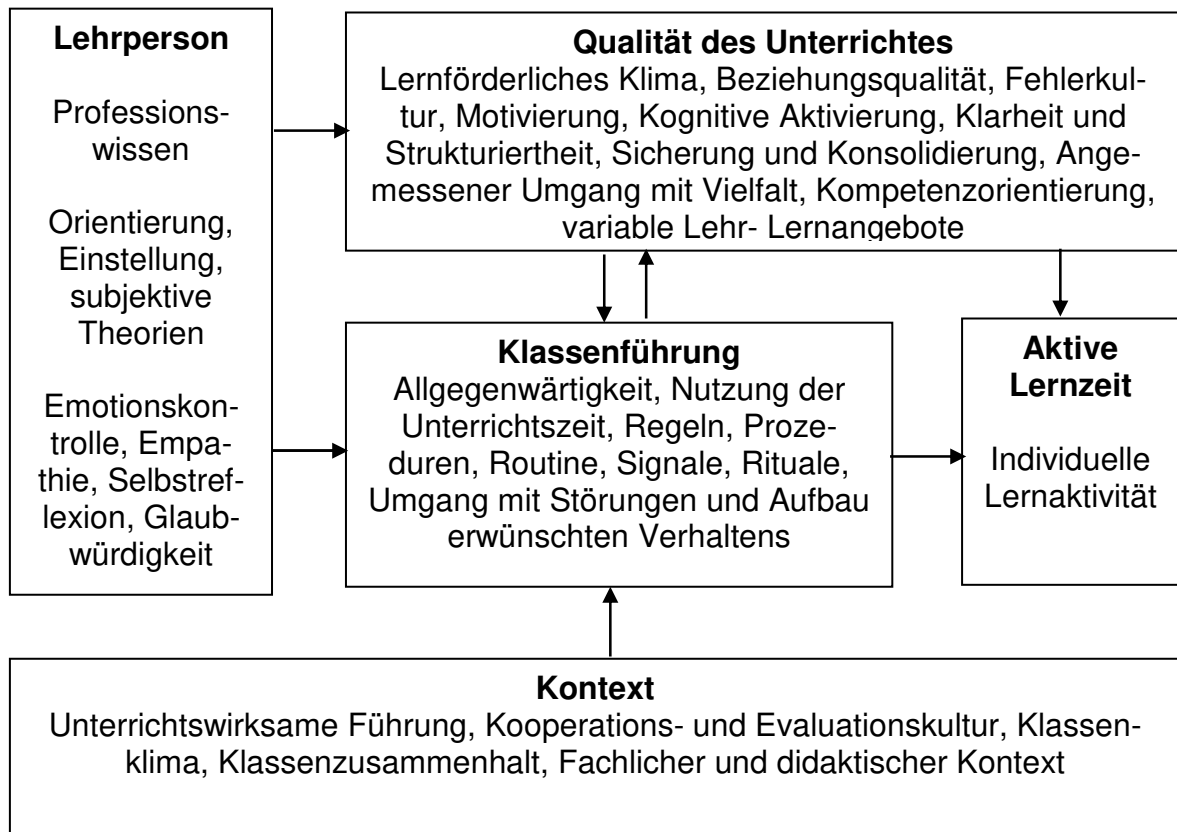 Lehrperson
Professions-
wissen
Orientierung,
Einstellung,
subjektive
Theorien
Emotionskon-
trolle, Empa-
thie, Selbstref-
lexion, Glaub-
würdigkeit
Qualität des Unterrichtes
Lernförderliches Klima, Beziehungsqualität, Fehlerkul-
tur, Motivierung, Kognitive Aktivierung, Klarheit und
Strukturiertheit, Sicherung und Konsolidierung, Ange-
messener Umgang mit Vielfalt, Kompetenzorientierung,
variable Lehr- Lernangebote
Klassenführung
Allgegenwärtigkeit, Nutzung der
Unterrichtszeit, Regeln, Proze-
duren, Routine, Signale, Rituale,
Umgang mit Störungen und Aufbau
erwünschten Verhaltens
Aktive
Lernzeit
Individuelle
Lernaktivität
Kontext
Unterrichtswirksame Führung, Kooperations- und Evaluationskultur, Klassen-
klima, Klassenzusammenhalt, Fachlicher und didaktischer Kontext